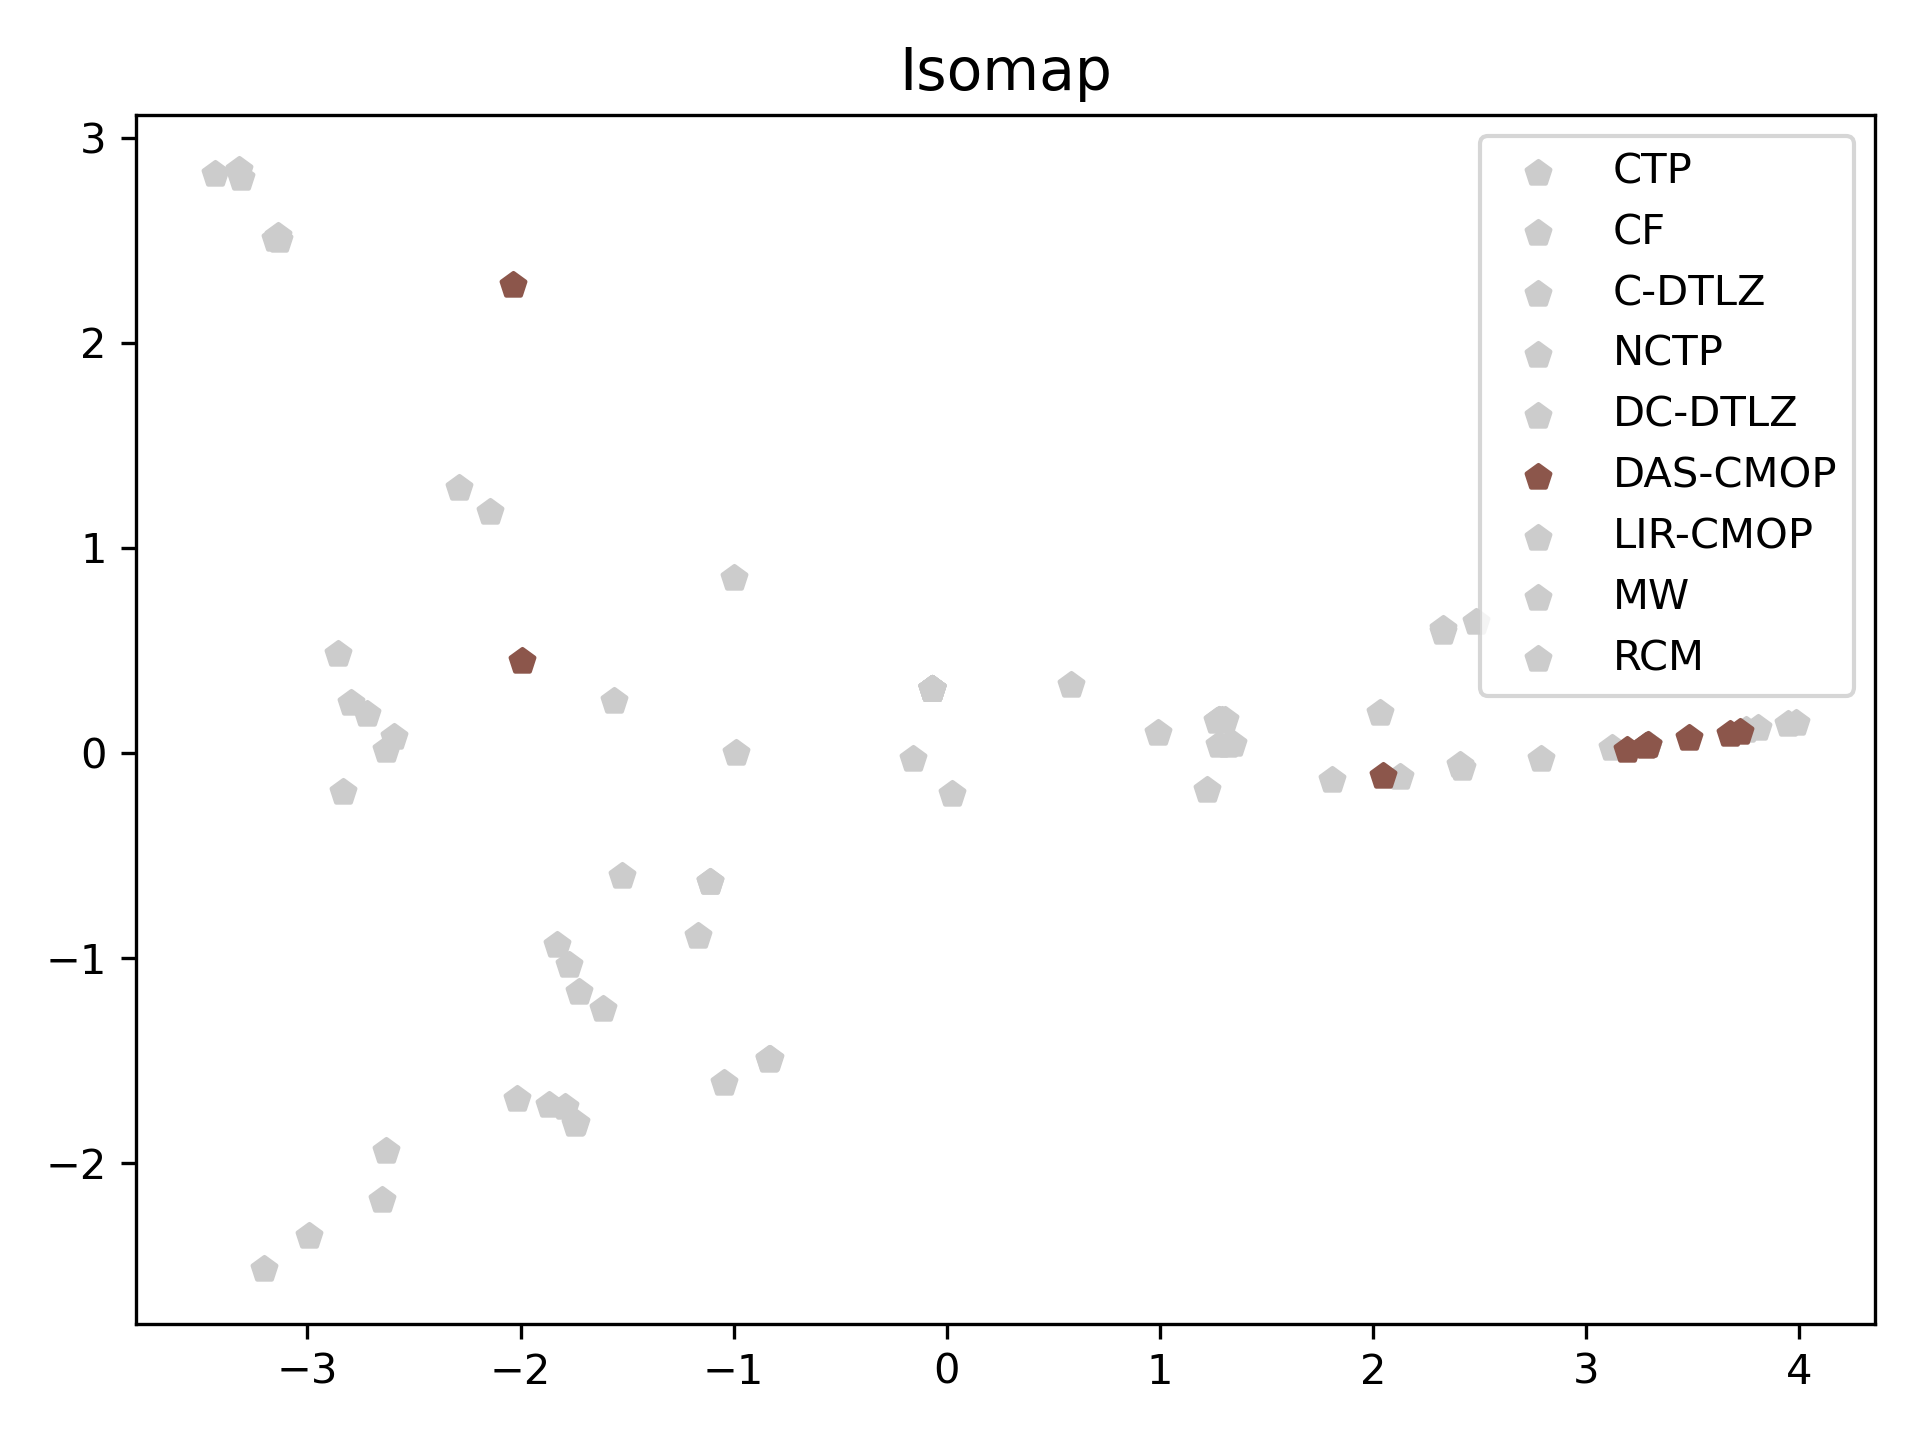 Isomap
3
2
1
0
−1
−2
CTP
CF
C-DTLZ
NCTP
DC-DTLZ
DAS-CMOP
LIR-CMOP
MW
RCM
−3 −2 −1 0 1 2 3 4